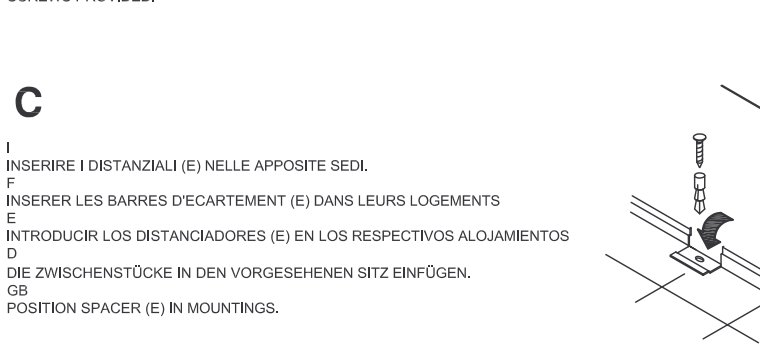 C
I
INSERIRE I DISTANZIALI (E) NELLE APPOSITE SEDI.
F
INSERER LES BARRES D'ECARTEMENT (E) DANS LEURS LOGEMENTS
E
INTRODUCIR LOS DISTANCIADORES (E) EN LOS RESPECTIVOS ALOJAMIENTOS
D
DIE ZWISCHENSTÜCKE IN DEN VORGESEHENEN SITZ EINFÜGEN.
GB
POSITION SPACER (E) IN MOUNTINGS.